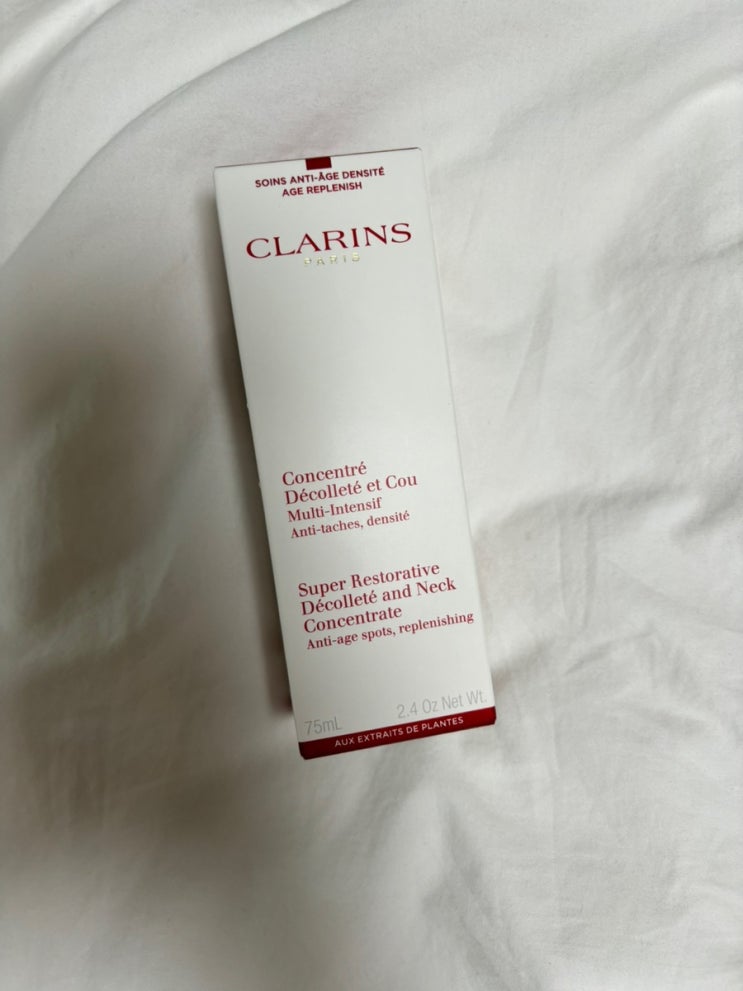 SOINS ANTI-ÂGE DENSITÉ
AGE REPLENISH
CLARINS
PARIS
Concentré
Décolleté et Cou
Multi-Intensif
Anti-taches, densité
Super Restorative
Décolleté and Neck
Concentrate
Anti-age spots, replenishing
75mL 2.4 Oz Net Wt.
AUX EXTRAITS DE PLANTES